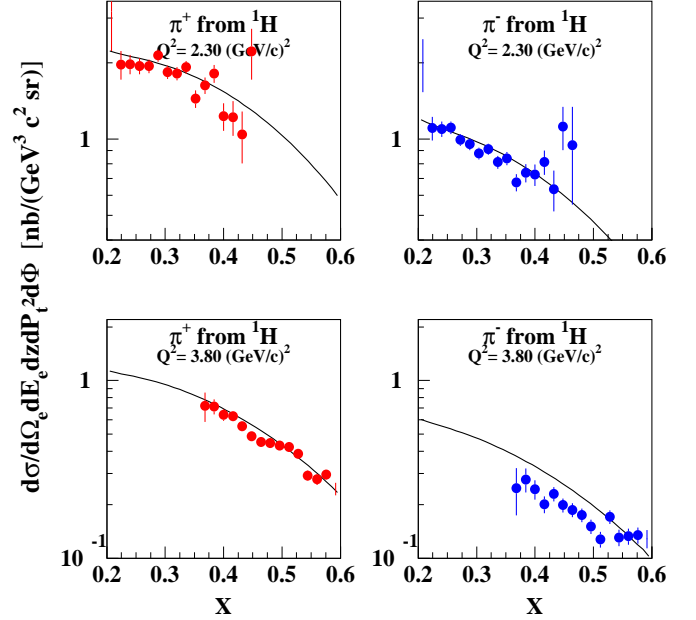 dσ/dΩ_e dE_e dzdP_t²dΦ [nb/(GeV³ c² sr)]
π⁺ from ¹H
Q²= 2.30 (GeV/c)²
1
0.2 0.3 0.4 0.5 0.6
π⁻ from ¹H
Q²= 2.30 (GeV/c)²
1
0.2 0.3 0.4 0.5 0.6
π⁺ from ¹H
Q²= 3.80 (GeV/c)²
1
10⁻¹
0.2 0.3 0.4 0.5 0.6
X
π⁻ from ¹H
Q²= 3.80 (GeV/c)²
1
10⁻¹
0.2 0.3 0.4 0.5 0.6
X